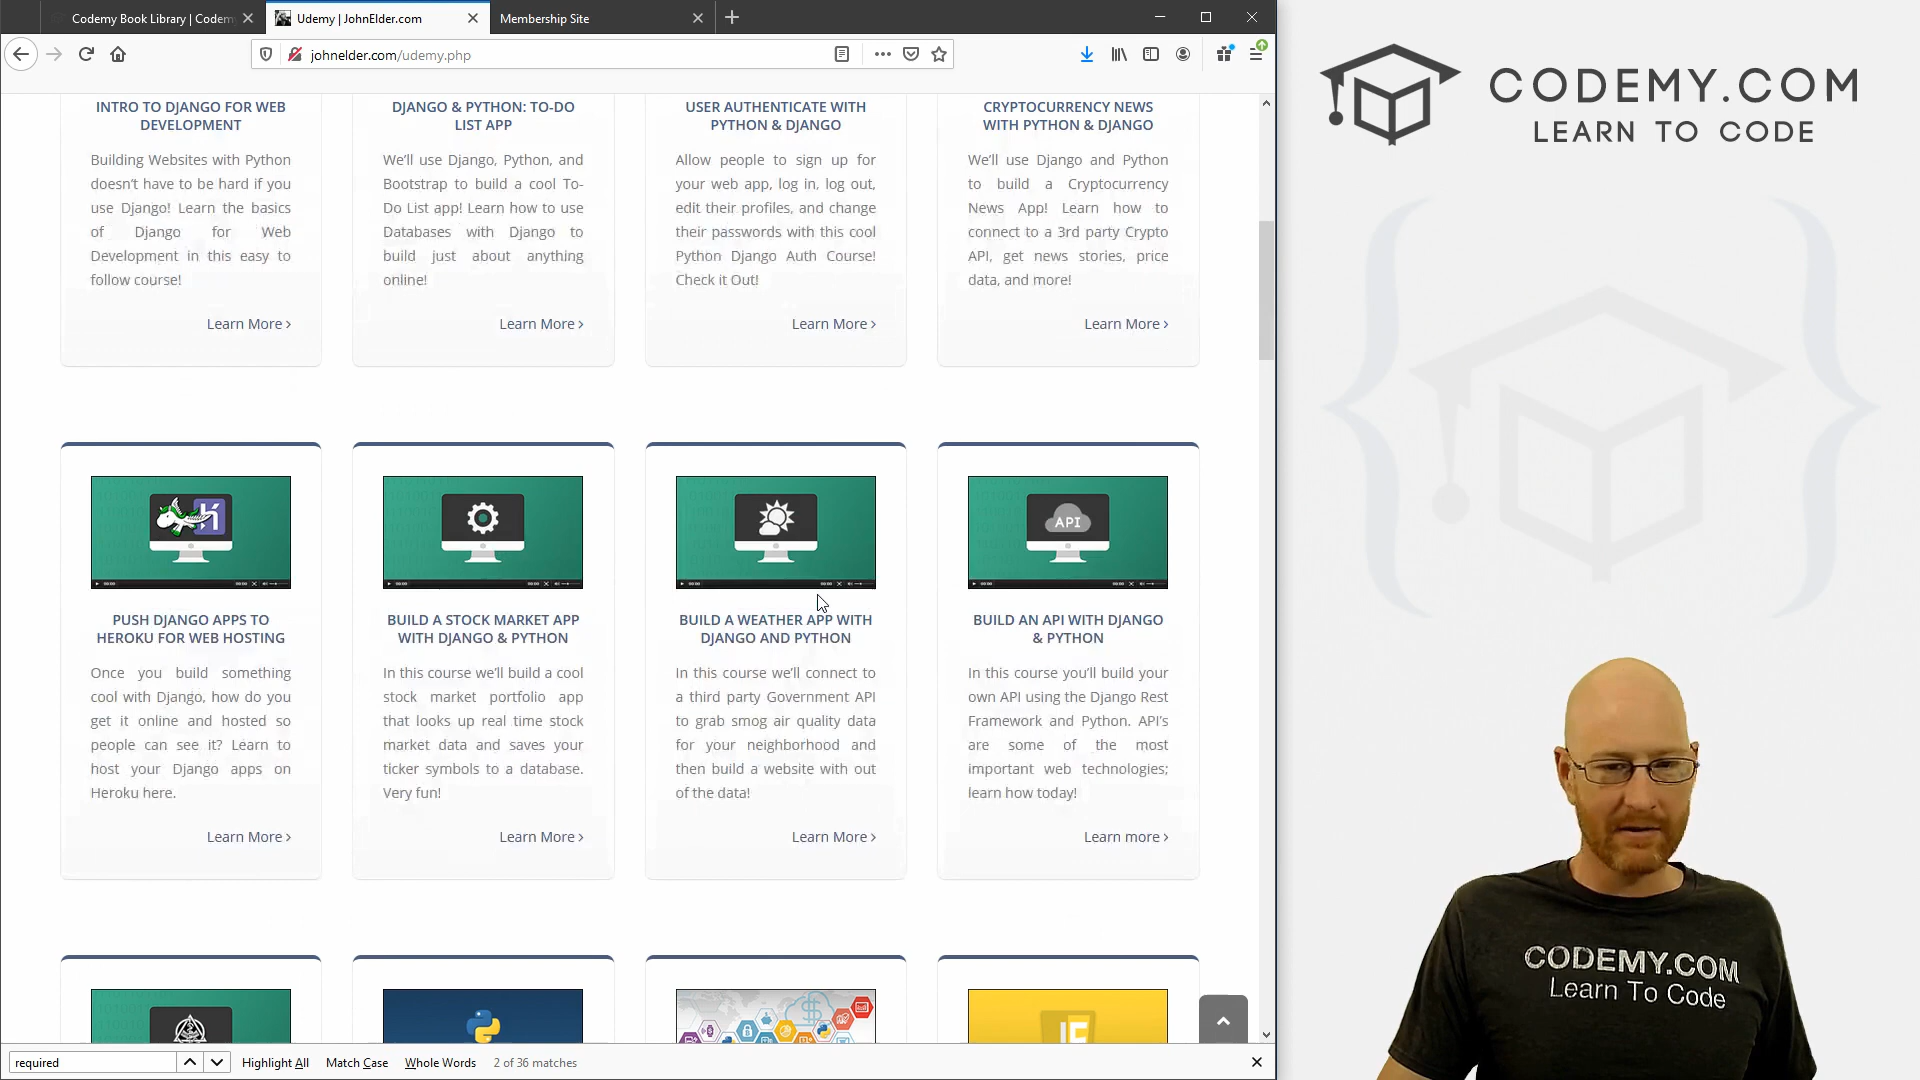 Codemy Book Library | Codem
Udemy | JohnElder.com
Membership Site
johnelder.com/udemy.php
CODEMY.COM
LEARN TO CODE
INTRO TO DJANGO FOR WEB
DEVELOPMENT
Building Websites with Python
doesn't have to be hard if you
use Django! Learn the basics
of Django for Web
Development in this easy to
follow course!
Learn More >
DJANGO & PYTHON: TO-DO
LIST APP
We'll use Django, Python, and
Bootstrap to build a cool To-
Do List app! Learn how to use
Databases with Django to
build just about anything
online!
Learn More >
USER AUTHENTICATE WITH
PYTHON & DJANGO
Allow people to sign up for
your web app, log in, log out,
edit their profiles, and change
their passwords with this cool
Python Django Auth Course!
Check it Out!
Learn More >
CRYPTOCURRENCY NEWS
WITH PYTHON & DJANGO
We'll use Django and Python
to build a Cryptocurrency
News App! Learn how to
connect to a 3rd party Crypto
API, get news stories, price
data, and more!
Learn More >
PUSH DJANGO APPS TO
HEROKU FOR WEB HOSTING
Once you build something
cool with Django, how do you
get it online and hosted so
people can see it? Learn to
host your Django apps on
Heroku here.
Learn More >
BUILD A STOCK MARKET APP
WITH DJANGO & PYTHON
In this course we'll build a cool
stock market portfolio app
that looks up real time stock
market data and saves your
ticker symbols to a database.
Very fun!
Learn More >
BUILD A WEATHER APP WITH
DJANGO AND PYTHON
In this course we'll connect to
a third party Government API
to grab smog air quality data
for your neighborhood and
then build a website with out
of the data!
Learn More >
API
BUILD AN API WITH DJANGO
& PYTHON
In this course you'll build your
own API using the Django Rest
Framework and Python. API's
are some of the most
important web technologies;
learn how today!
Learn more >
CODEMY.COM
Learn To Code
required
Highlight All
Match Case
Whole Words
2 of 36 matches